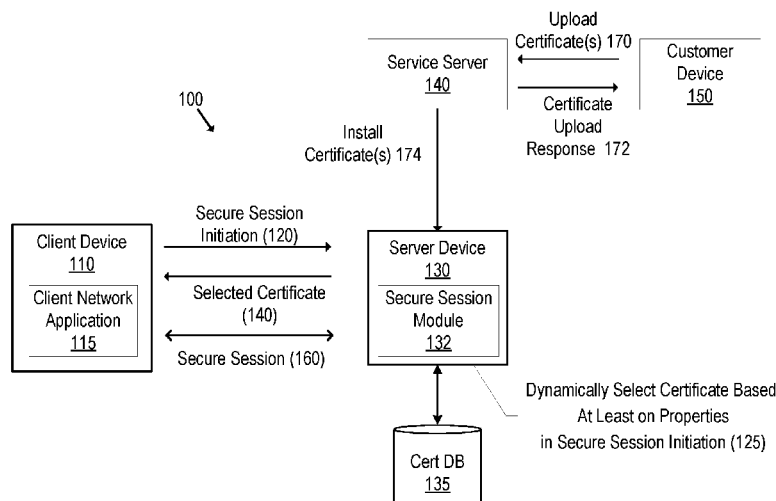 Upload
Certificate(s) 170
Service Server
140
Customer
Device
150
Certificate
Upload
Response 172
100
Install
Certificate(s) 174
Client Device
110
Client Network
Application
115
Secure Session
Initiation (120)
Selected Certificate
(140)
Secure Session (160)
Server Device
130
Secure Session
Module
132
Dynamically Select Certificate Based
At Least on Properties
in Secure Session Initiation (125)
Cert DB
135